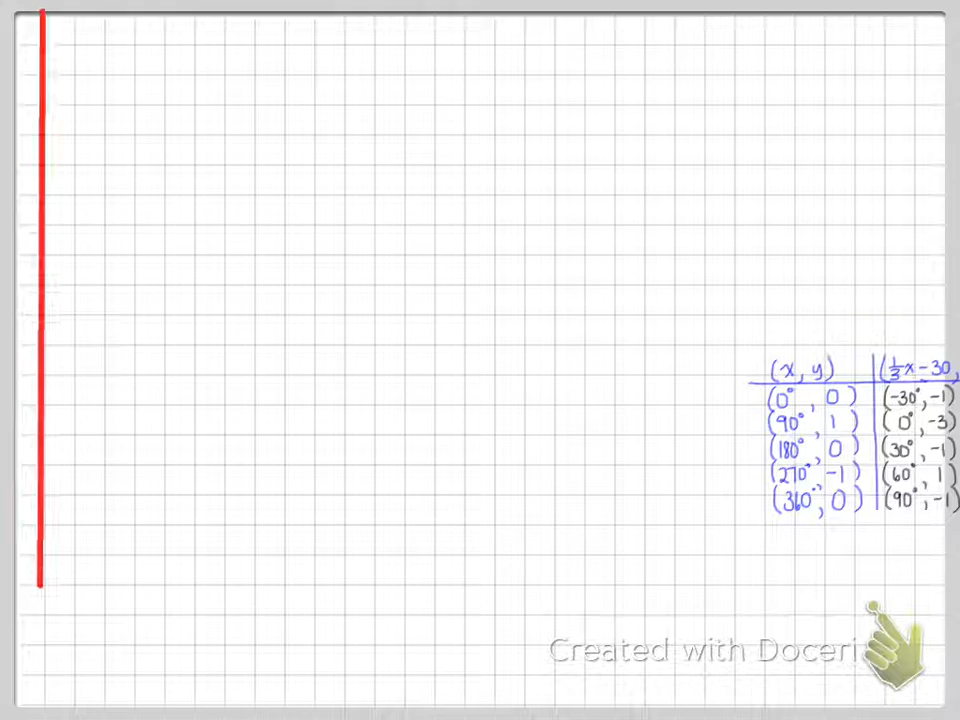 (x, y) | (1/3x - 30,
(0°, 0) | (-30°, -1)
(90°, 1) | (0°, -3)
(180°, 0) | (30°, -1)
(270°, -1) | (60°, 1)
(360°, 0) | (90°, -1)
Created with Doceri